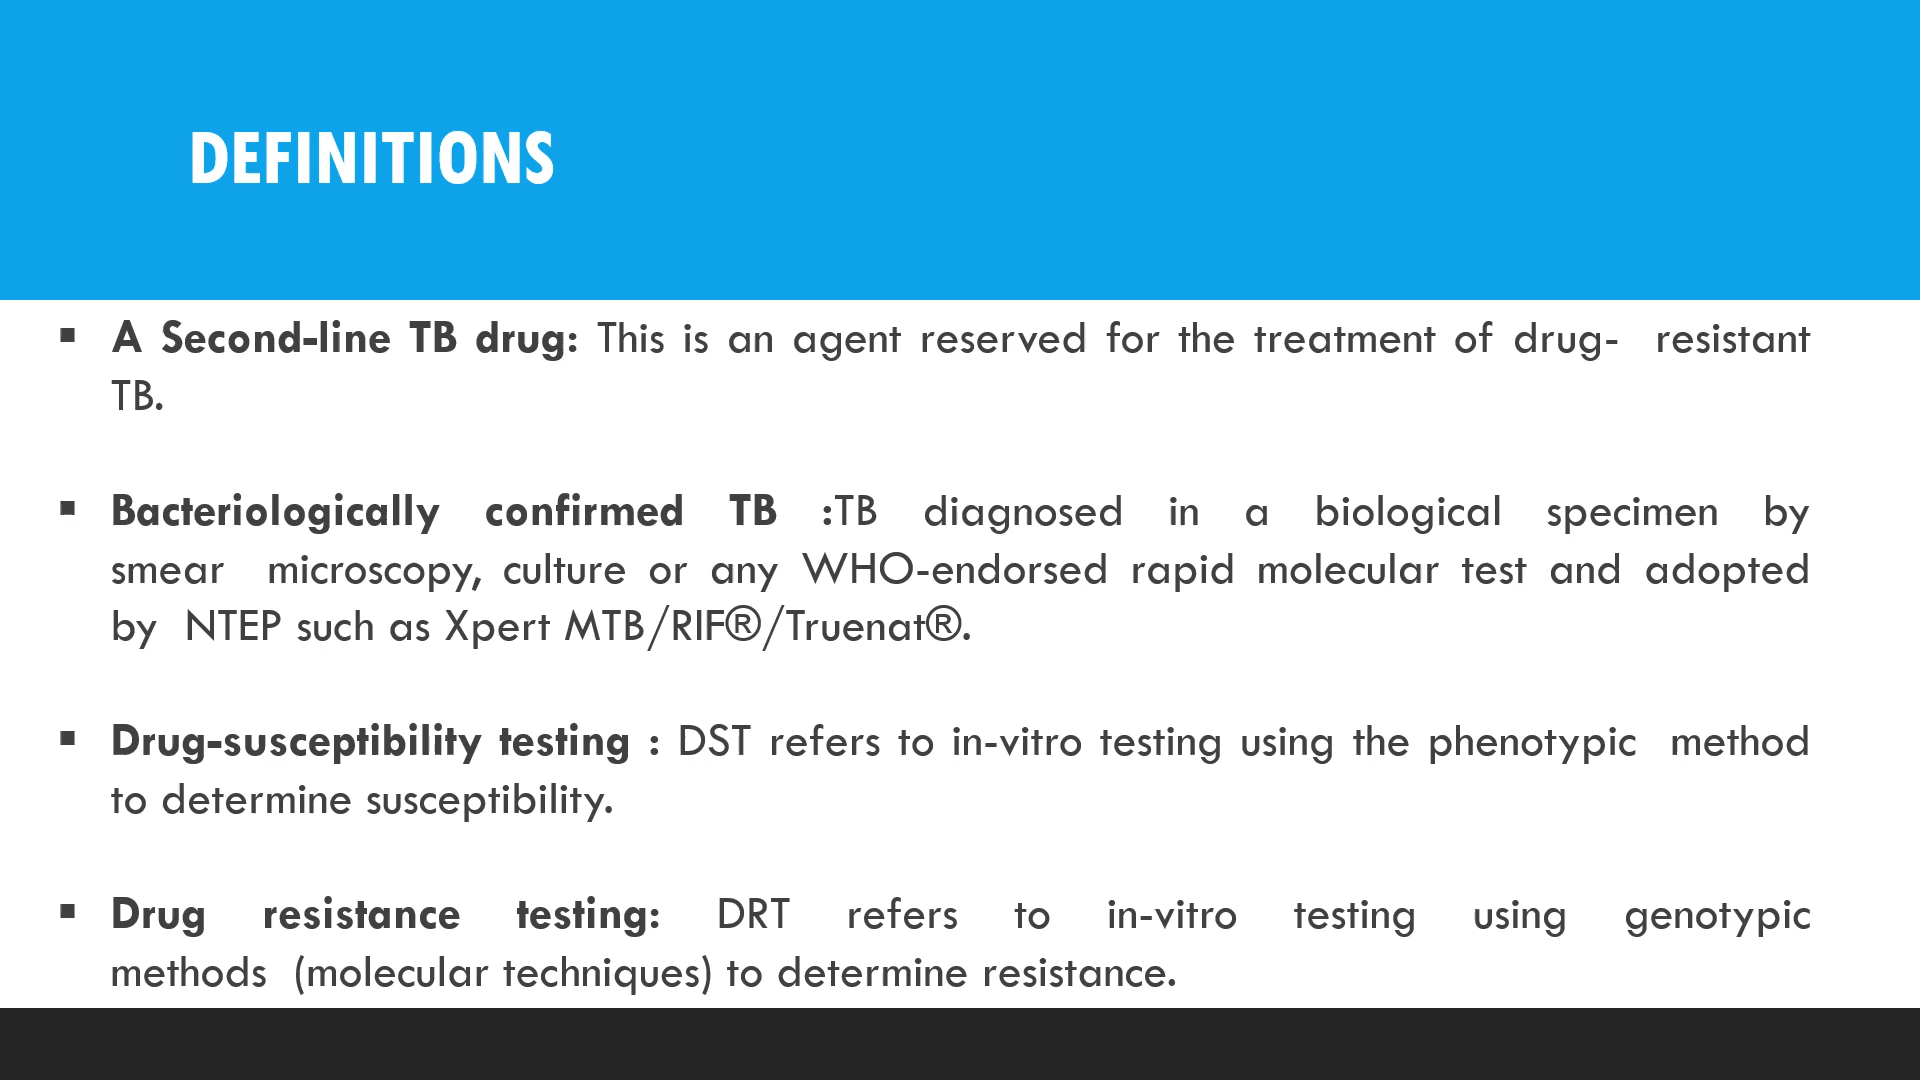 DEFINITIONS
▪ A Second-line TB drug: This is an agent reserved for the treatment of drug- resistant
TB.
▪ Bacteriologically confirmed TB :TB diagnosed in a biological specimen by
smear microscopy, culture or any WHO-endorsed rapid molecular test and adopted
by NTEP such as Xpert MTB/RIF®/Truenat®.
▪ Drug-susceptibility testing : DST refers to in-vitro testing using the phenotypic method
to determine susceptibility.
▪ Drug resistance testing: DRT refers to in-vitro testing using genotypic
methods (molecular techniques) to determine resistance.